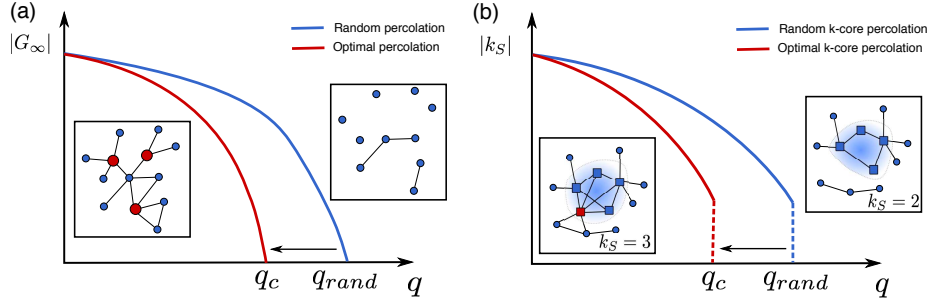 (a)
|G∞|
Random percolation
Optimal percolation
q_c
q_rand
q
(b)
|k_S|
Random k-core percolation
Optimal k-core percolation
k_S = 3
k_S = 2
q_c
q_rand
q